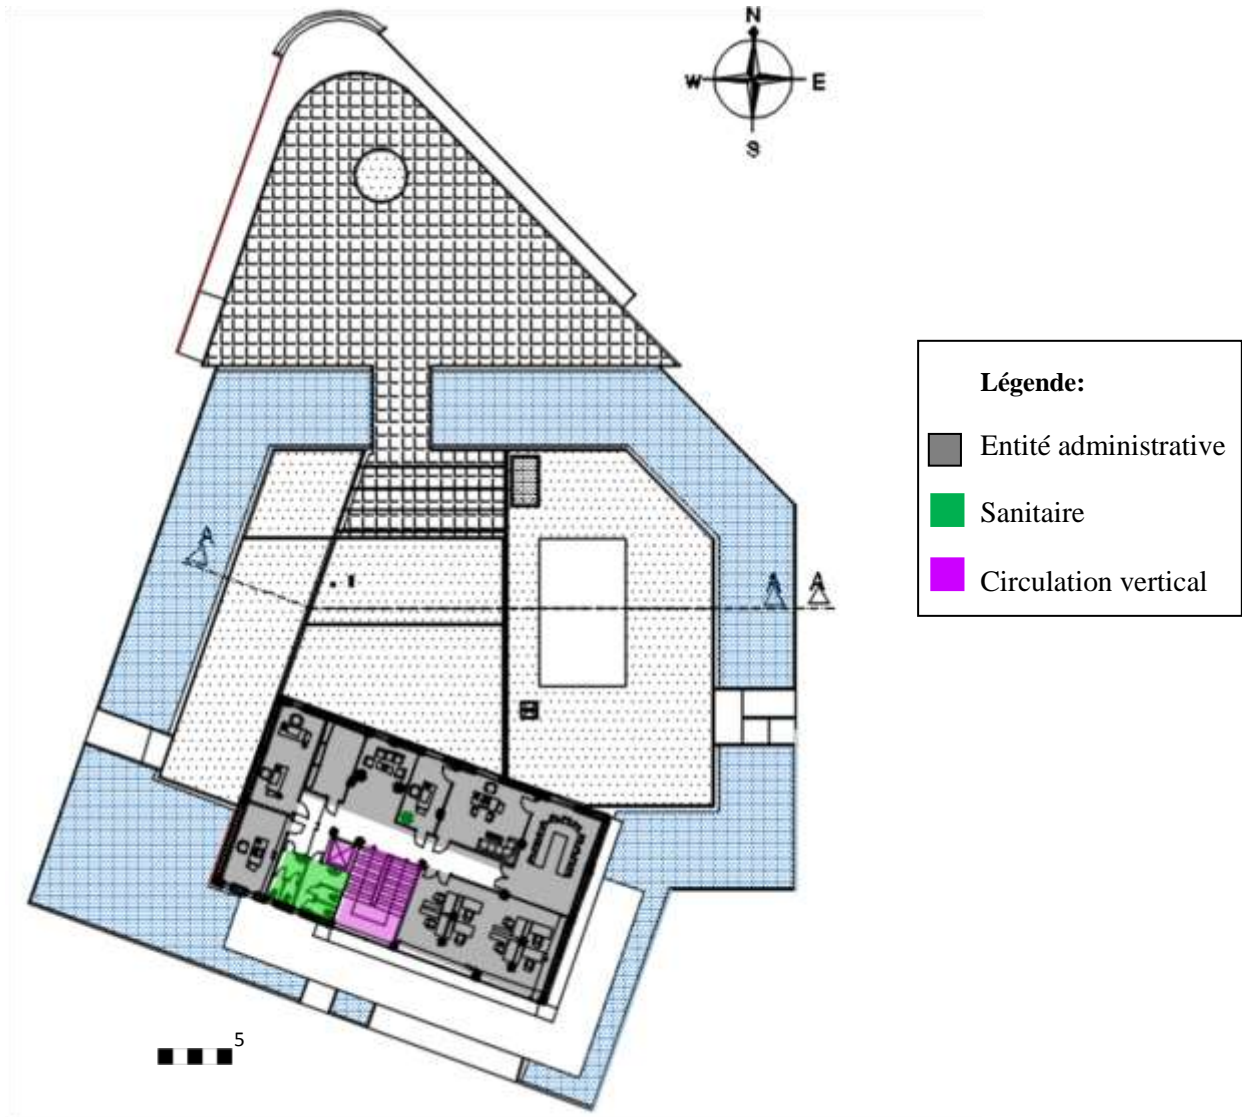 N
W E
S
Légende:
Entité administrative
Sanitaire
Circulation vertical
A
A A
5